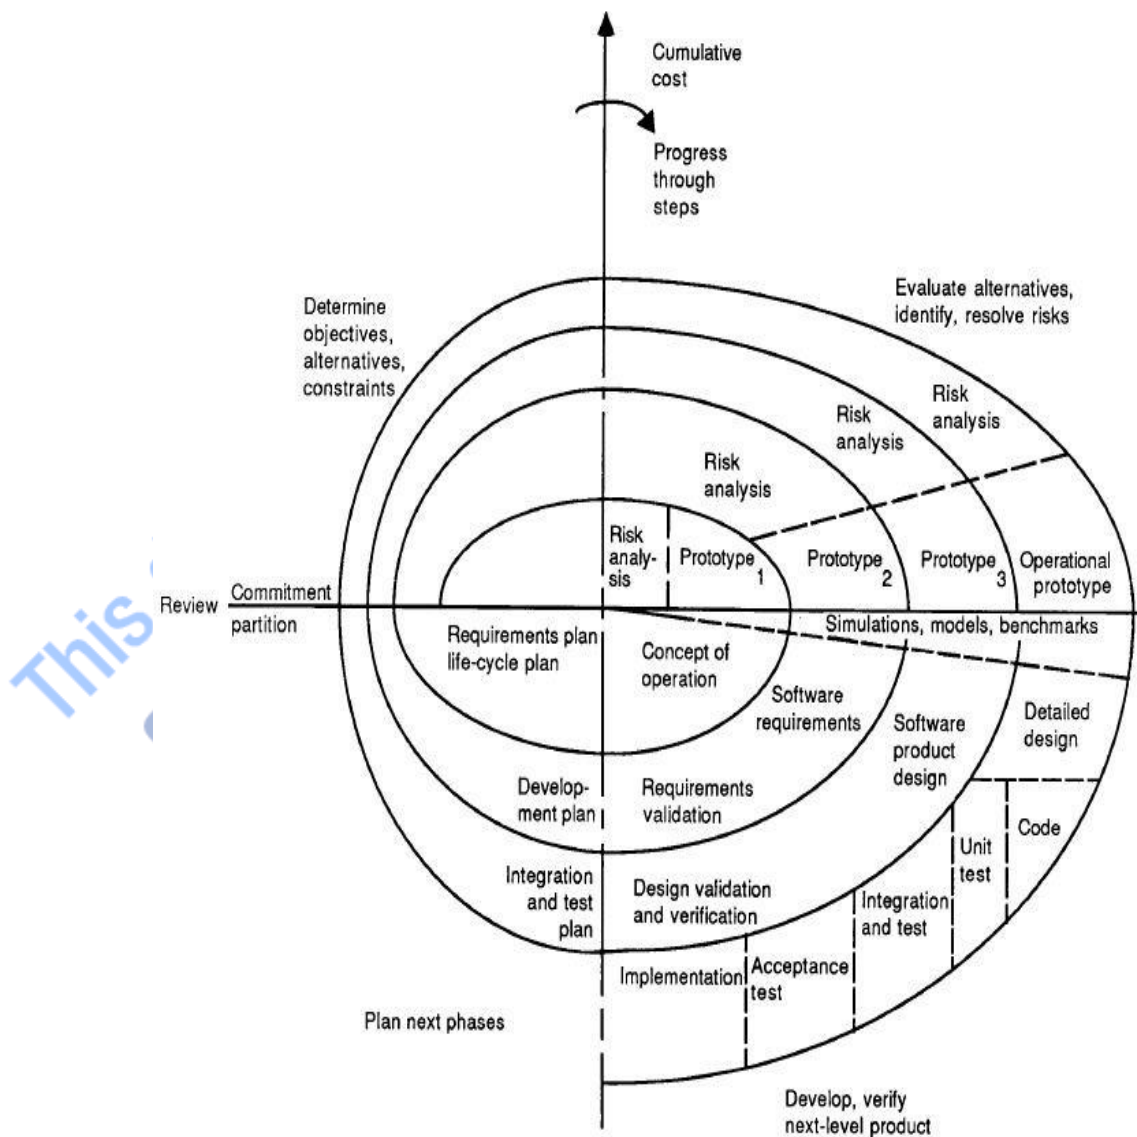 Cumulative
cost
Progress
through
steps
Determine
objectives,
alternatives,
constraints
Evaluate alternatives,
identify, resolve risks
Risk
analysis
Risk
analysis
Risk
analysis
Risk
analy-
sis
Prototype
1
Prototype
2
Prototype
3
Operational
prototype
Review
Commitment
partition
Simulations, models, benchmarks
Requirements plan
life-cycle plan
Concept of
operation
Software
requirements
Software
product
design
Detailed
design
Develop-
ment plan
Requirements
validation
Code
Unit
test
Integration
and test
plan
Design validation
and verification
Integration
and test
Implementation
Acceptance
test
Plan next phases
Develop, verify
next-level product
This